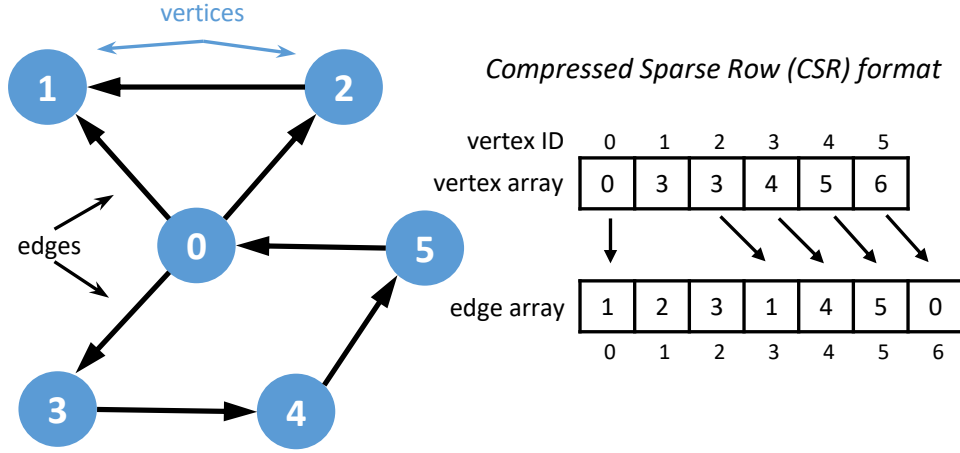 vertices
1
2
edges
0
5
3
4
Compressed Sparse Row (CSR) format
vertex ID 0 1 2 3 4 5
vertex array 0 3 3 4 5 6
edge array 1 2 3 1 4 5 0
0 1 2 3 4 5 6